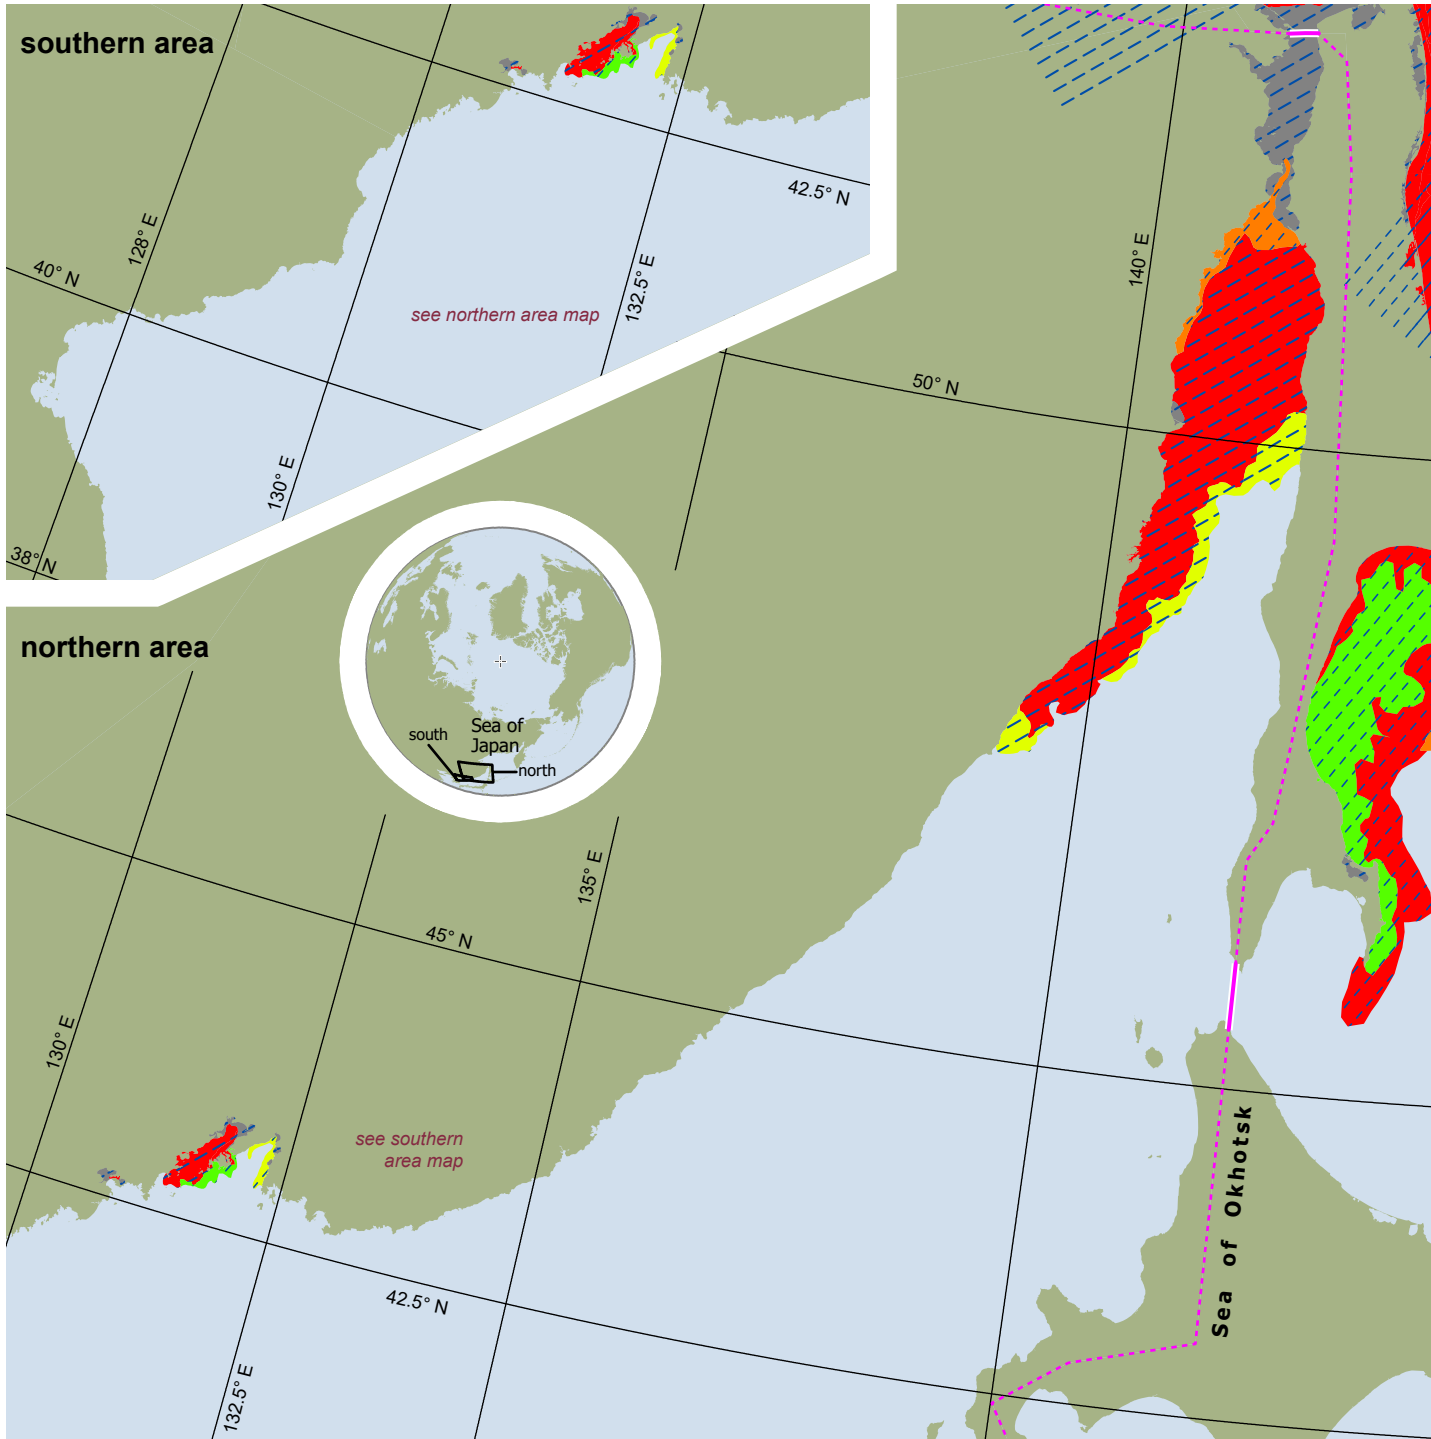 southern area
42.5° N
128° E
40° N
132.5° E
see northern area map
140° E
50° N
130° E
38° N
northern area
Sea of
Japan
south
north
135° E
45° N
130° E
see southern
area map
Sea of Okhotsk
42.5° N
132.5° E